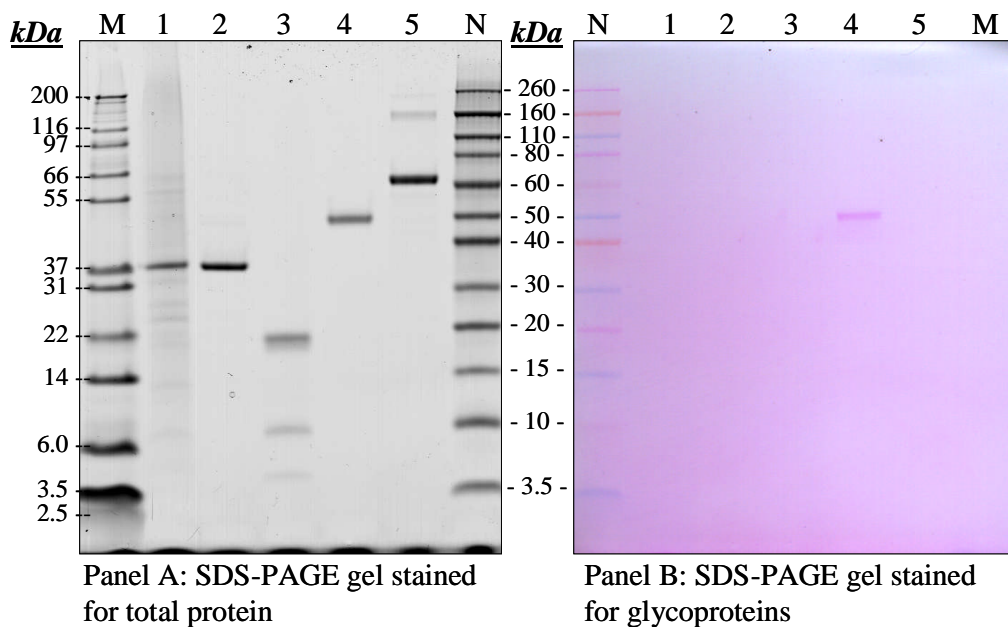 kDa M 1 2 3 4 5 N kDa N 1 2 3 4 5 M
200
116
97
66
55
37
31
22
14
6.0
3.5
2.5
- 260 -
- 160 -
- 110 -
- 80 -
- 60 -
- 50 -
- 40 -
- 30 -
- 20 -
- 15 -
- 10 -
- 3.5 -
Panel A: SDS-PAGE gel stained
for total protein
Panel B: SDS-PAGE gel stained
for glycoproteins